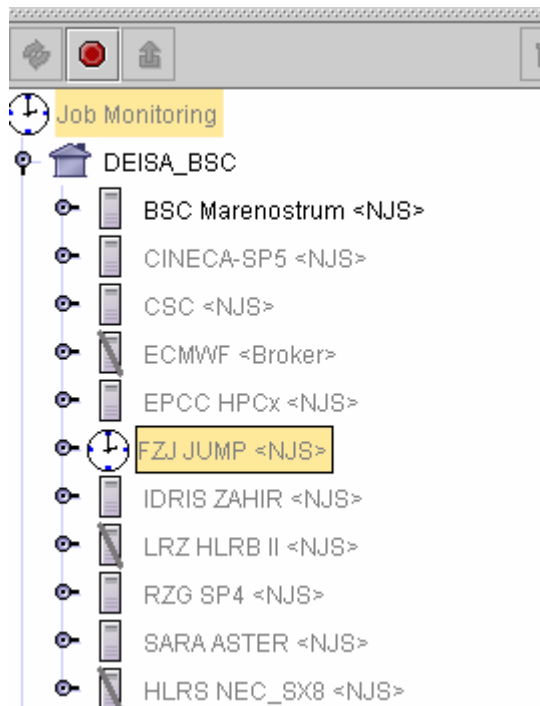 Job Monitoring
DEISA_BSC
BSC Marenostrum <NJS>
CINECA-SP5 <NJS>
CSC <NJS>
ECMWF <Broker>
EPCC HPCx <NJS>
FZJ JUMP <NJS>
IDRIS ZAHIR <NJS>
LRZ HLRB II <NJS>
RZG SP4 <NJS>
SARA ASTER <NJS>
HLRS NEC_SX8 <NJS>